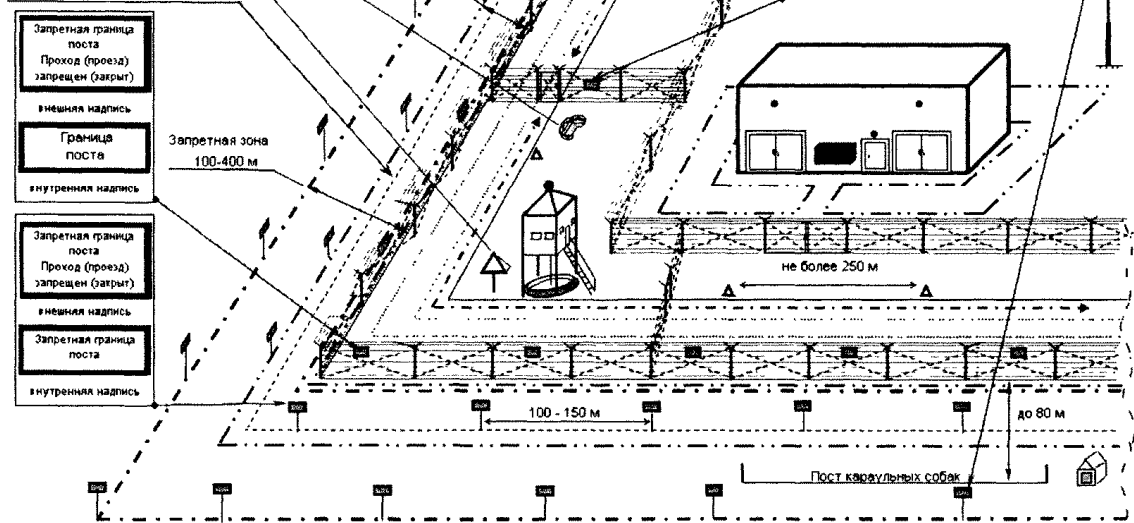 Запретная граница
поста
Проход (проезд)
запрещен (закрыт)
внешняя надпись
Граница
поста
внутренняя надпись
Запретная граница
поста
Проход (проезд)
запрещен (закрыт)
внешняя надпись
Запретная граница
поста
внутренняя надпись
Запретная зона
100-400 м
не более 250 м
100 - 150 м
до 80 м
Пост караульных собак